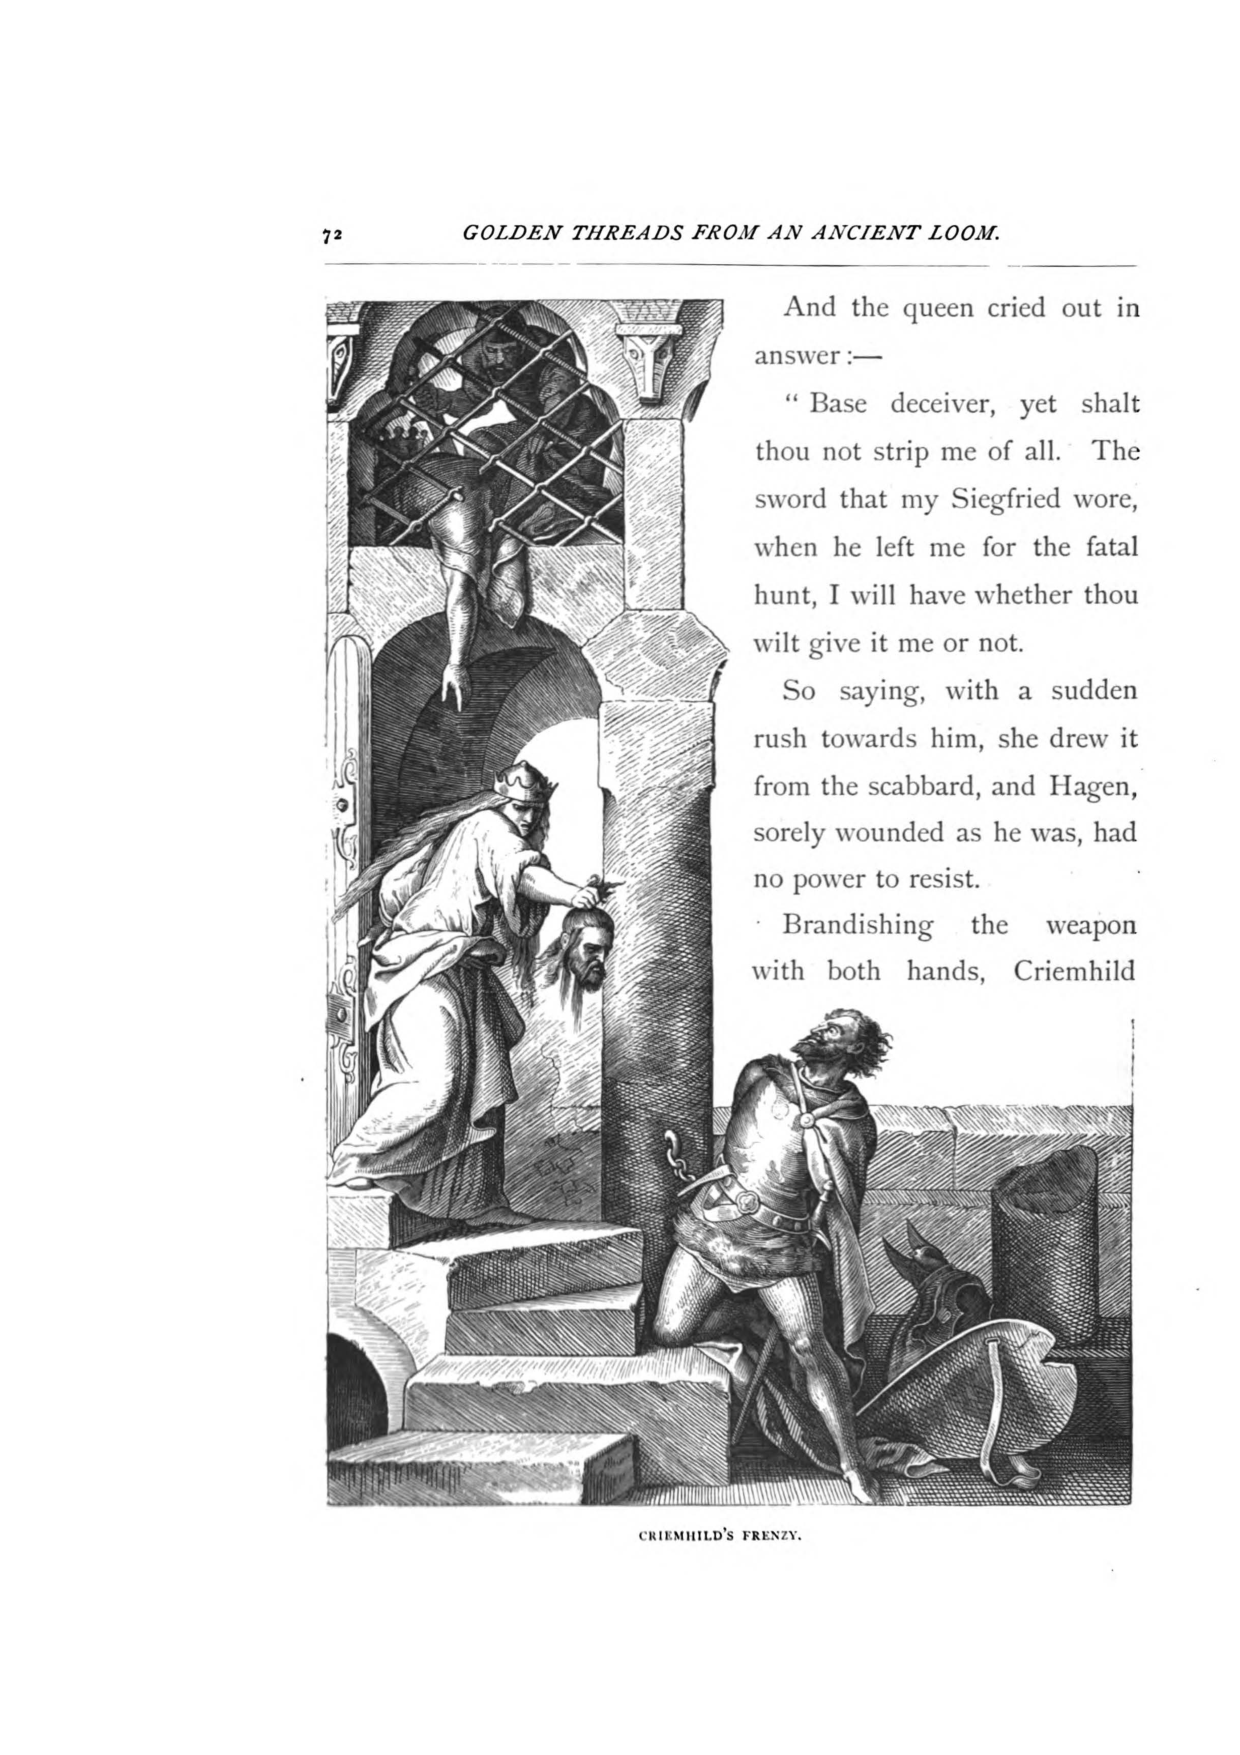 72 GOLDEN THREADS FROM AN ANCIENT LOOM.
And the queen cried out in
answer :—
“ Base deceiver, yet shalt
thou not strip me of all. The
sword that my Siegfried wore,
when he left me for the fatal
hunt, I will have whether thou
wilt give it me or not.
So saying, with a sudden
rush towards him, she drew it
from the scabbard, and Hagen,
sorely wounded as he was, had
no power to resist.
Brandishing the weapon
with both hands, Criemhild
CRIEMHILD'S FRENZY.